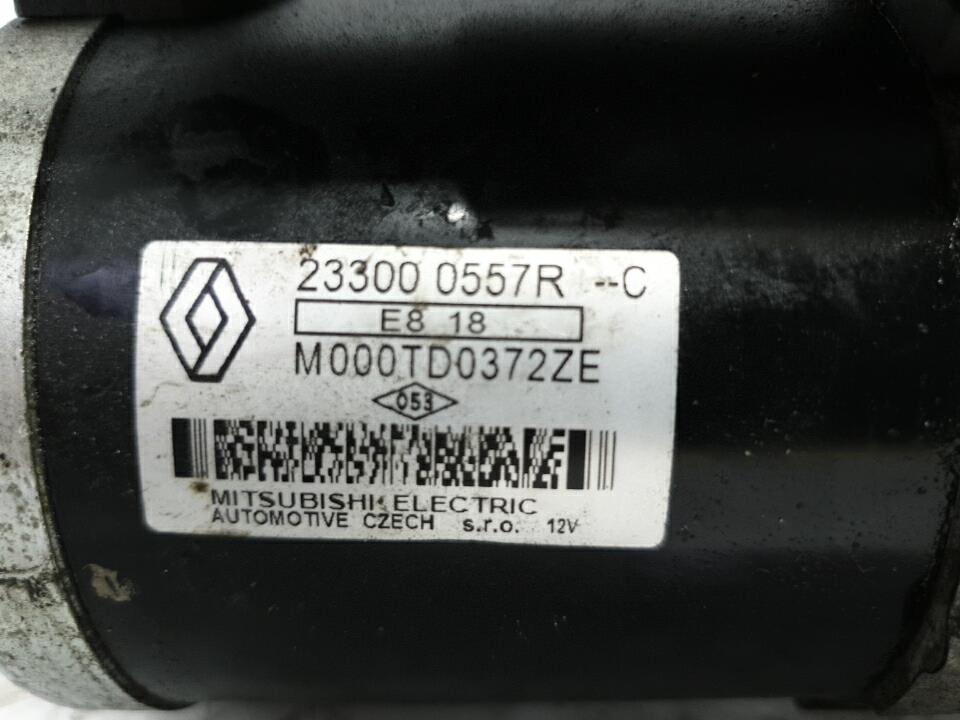 23300 0557R --C
E8 18
M000TD0372ZE
053
MITSUBISHI ELECTRIC
AUTOMOTIVE CZECH s.r.o. 12V